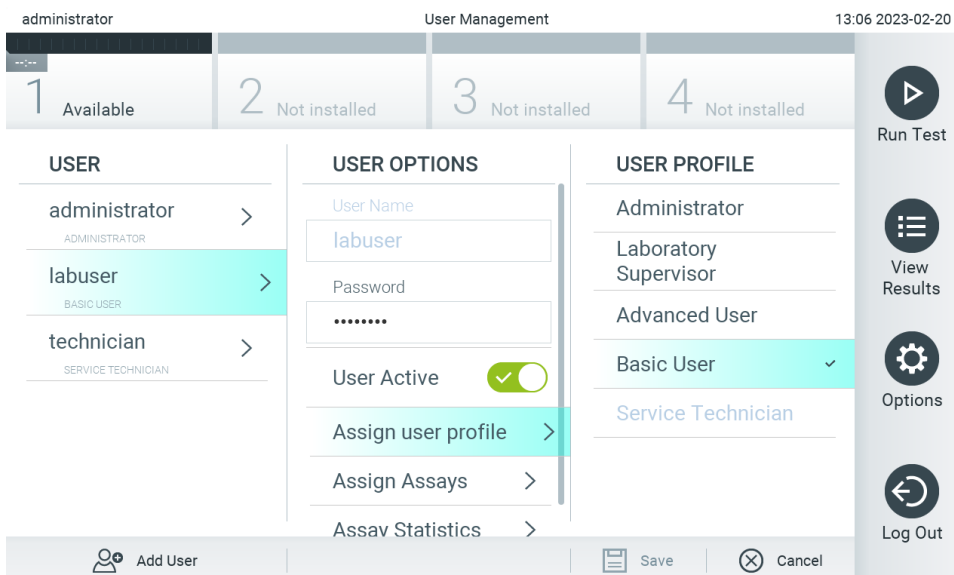 administrator
User Management
13:06 2023-02-20
--:--
1 Available
2 Not installed
3 Not installed
4 Not installed
USER
administrator
ADMINISTRATOR
labuser
BASIC USER
technician
SERVICE TECHNICIAN
USER OPTIONS
User Name
labuser
Password
••••••••
User Active
Assign user profile
Assign Assays
Assay Statistics
USER PROFILE
Administrator
Laboratory
Supervisor
Advanced User
Basic User
Service Technician
Run Test
View
Results
Options
Log Out
Add User
Save
Cancel